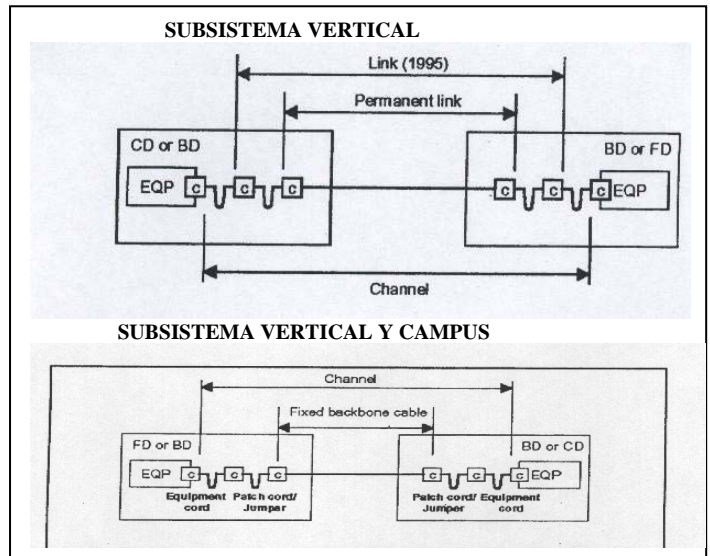 SUBSISTEMA VERTICAL
Link (1995)
Permanent link
CD or BD
BD or FD
EQP C C C C C C EQP
Channel
SUBSISTEMA VERTICAL Y CAMPUS
Channel
Fixed backbone cable
FD or BD
BD or CD
EQP C C C C C C EQP
Equipment Patch cord/ Patch cord/ Equipment
cord Jumper Jumper cord